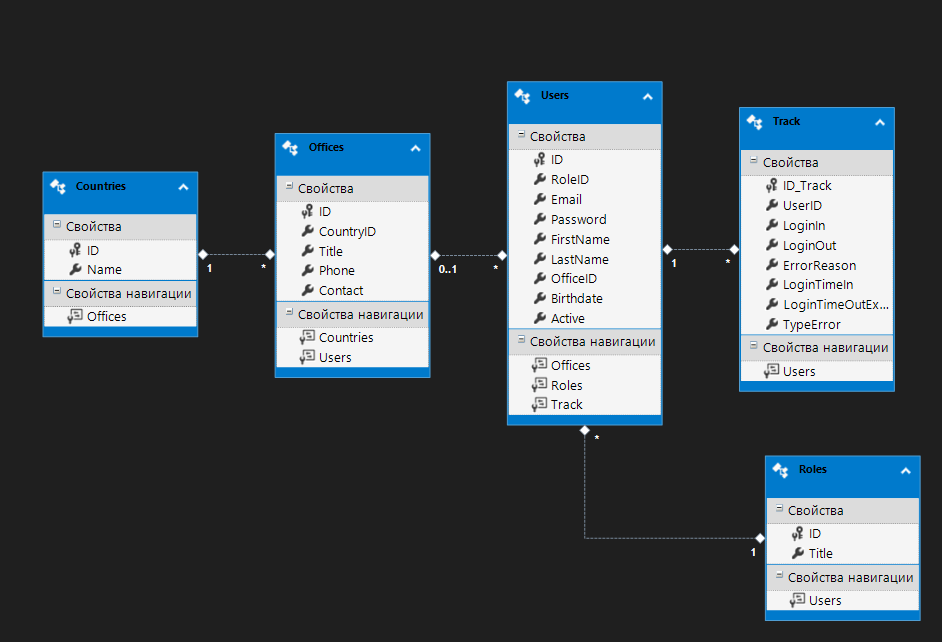 Countries
Свойства
ID
Name
Свойства навигации
Offices
1
*
Offices
Свойства
ID
CountryID
Title
Phone
Contact
Свойства навигации
Countries
Users
0..1
*
Users
Свойства
ID
RoleID
Email
Password
FirstName
LastName
OfficeID
Birthdate
Active
Свойства навигации
Offices
Roles
Track
1
*
Track
Свойства
ID_Track
UserID
LoginIn
LoginOut
ErrorReason
LoginTimeIn
LoginTimeOutEx...
TypeError
Свойства навигации
Users
*
1
Roles
Свойства
ID
Title
Свойства навигации
Users